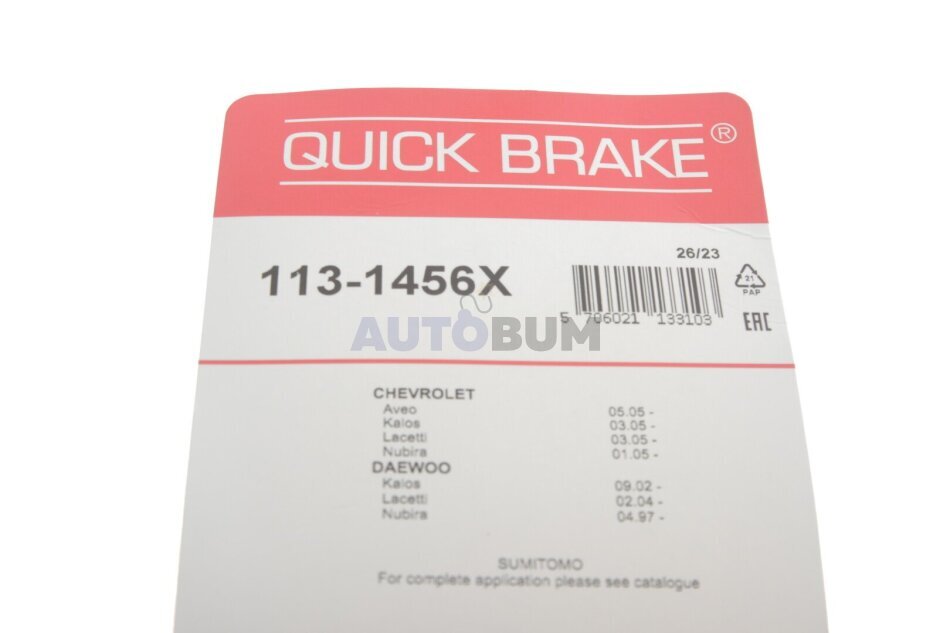 QUICK BRAKE®
26/23
113-1456X
21
PAP
5 706021 133103
EAC
AUTOBUM
CHEVROLET
Aveo 05.05 -
Kalos 03.05 -
Lacetti 03.05 -
Nubira 01.05 -
DAEWOO
Kalos 09.02 -
Lacetti 02.04 -
Nubira 04.97 -
SUMITOMO
For complete application please see catalogue